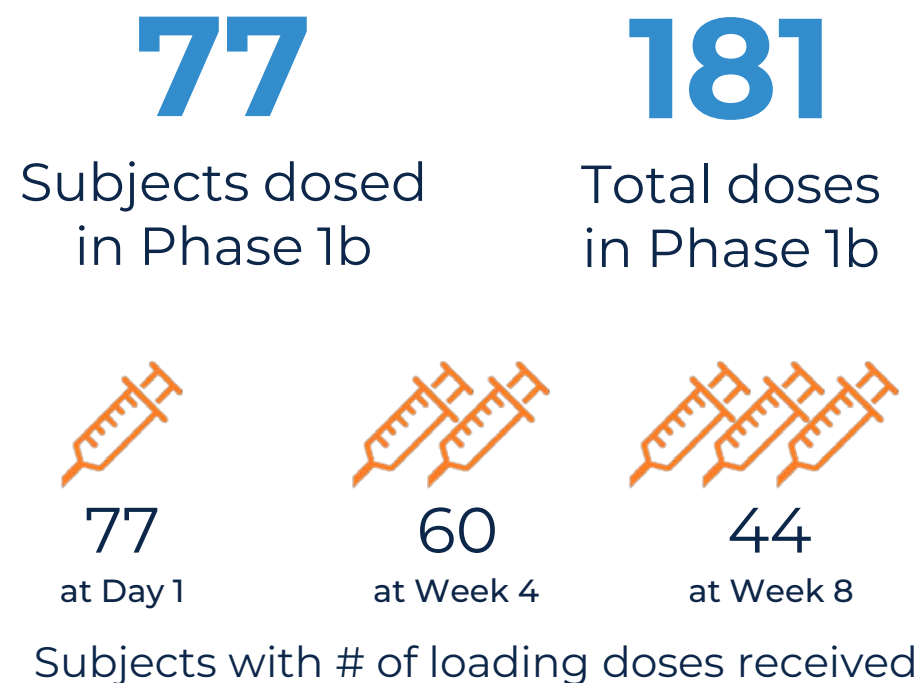 77
Subjects dosed
in Phase 1b
181
Total doses
in Phase 1b
77
at Day 1
60
at Week 4
44
at Week 8
Subjects with # of loading doses received